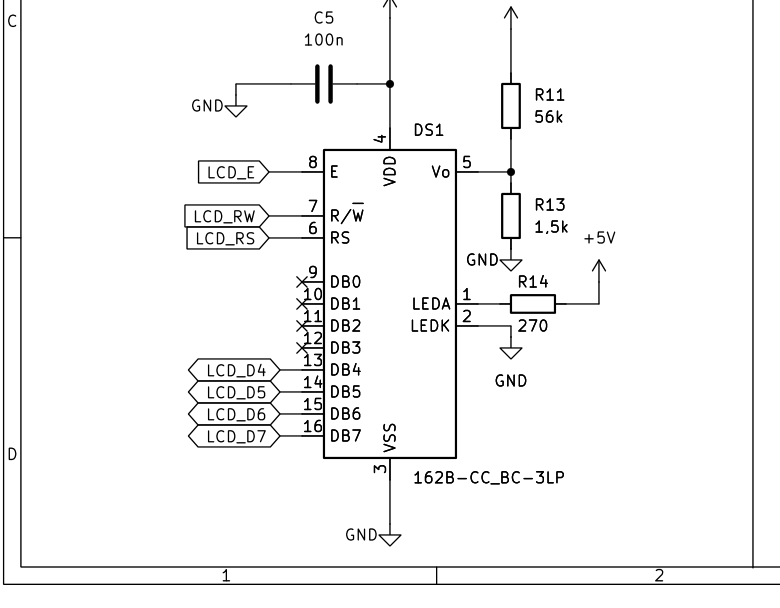 C
C5
100n
GND
R11
56k
DS1
4
VDD
LCD_E
8
E
Vo
5
LCD_RW
7
R/W̅
LCD_RS
6
RS
R13
1,5k
GND
+5V
9
DB0
10
DB1
11
DB2
12
DB3
LEDA
1
R14
270
LEDK
2
GND
LCD_D4
13
DB4
LCD_D5
14
DB5
LCD_D6
15
DB6
LCD_D7
16
DB7
VSS
3
D
162B-CC_BC-3LP
GND
1
2